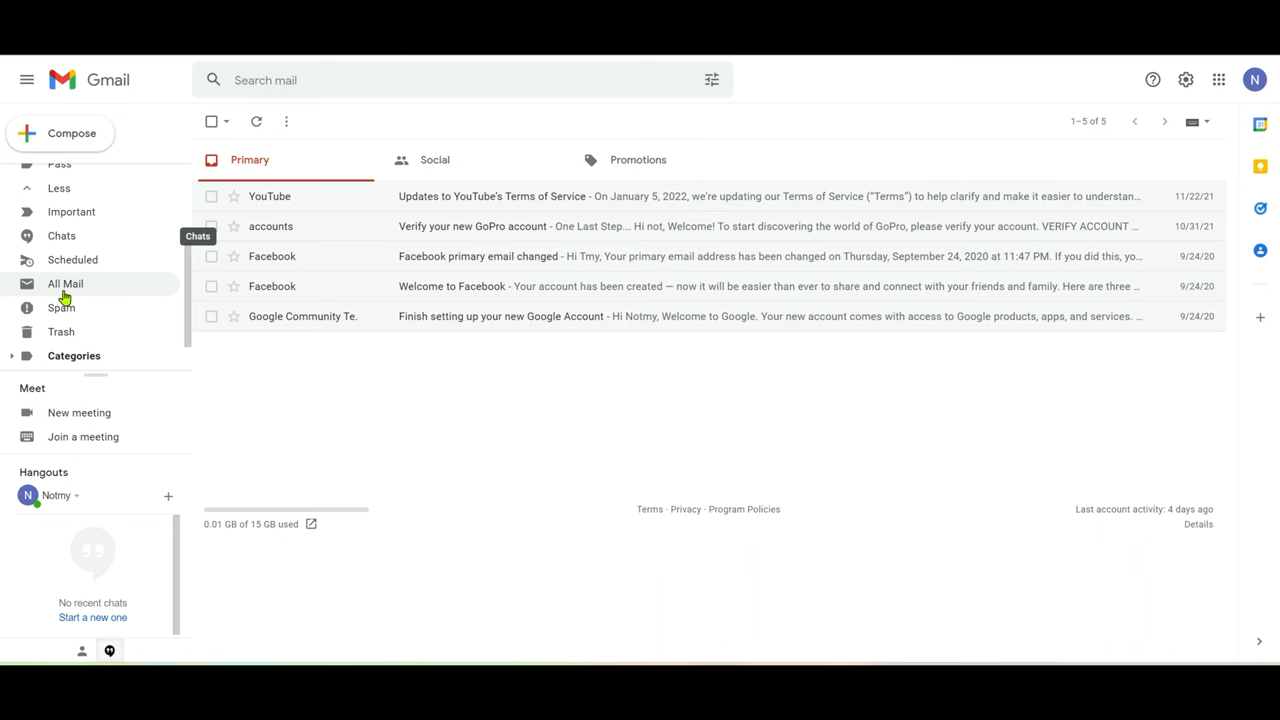 Gmail
Search mail
N
Compose
1–5 of 5
Pass
Less
Important
Chats
Chats
Scheduled
All Mail
Spam
Trash
Categories
Meet
New meeting
Join a meeting
Hangouts
N Notmy
No recent chats
Start a new one
Primary Social Promotions
YouTube Updates to YouTube's Terms of Service - On January 5, 2022, we're updating our Terms of Service ("Terms") to help clarify and make it easier to understan... 11/22/21
accounts Verify your new GoPro account - One Last Step... Hi not, Welcome! To start discovering the world of GoPro, please verify your account. VERIFY ACCOUNT ... 10/31/21
Facebook Facebook primary email changed - Hi Tmy, Your primary email address has been changed on Thursday, September 24, 2020 at 11:47 PM. If you did this, yo... 9/24/20
Facebook Welcome to Facebook - Your account has been created — now it will be easier than ever to share and connect with your friends and family. Here are three ... 9/24/20
Google Community Te. Finish setting up your new Google Account - Hi Notmy, Welcome to Google. Your new account comes with access to Google products, apps, and services. ... 9/24/20
0.01 GB of 15 GB used
Terms · Privacy · Program Policies
Last account activity: 4 days ago
Details